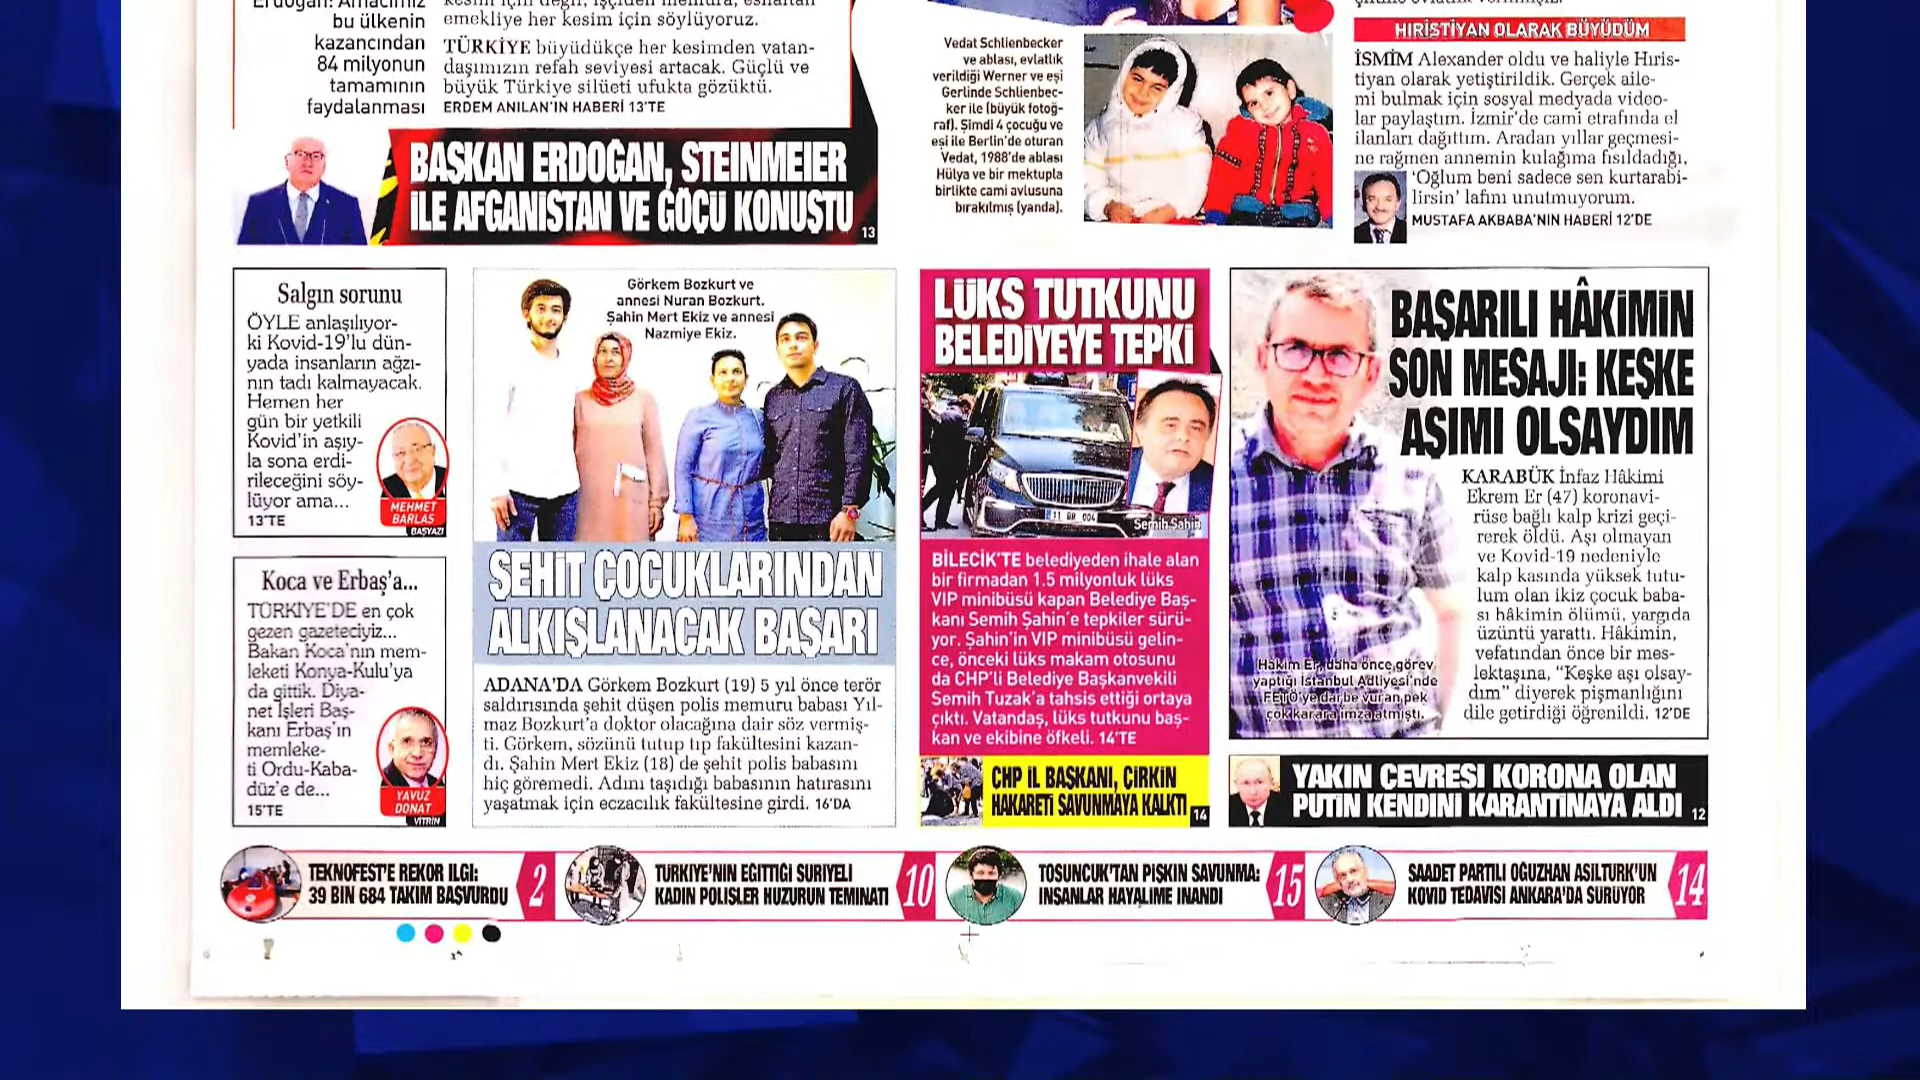 Erdoğan: Amacımız
bu ülkenin
kazancından
84 milyonun
tamamının
faydalanması
emekliye her kesim için söylüyoruz.
TÜRKİYE büyüdükçe her kesimden vatan-
daşımızın refah seviyesi artacak. Güçlü ve
büyük Türkiye silüeti ufukta gözüktü.
ERDEM ANILAN'IN HABERİ 13'TE
BAŞKAN ERDOĞAN, STEINMEIER
İLE AFGANİSTAN VE GÖÇÜ KONUŞTU
13
Vedat Schlienbecker
ve ablası, evlatlık
verildiği Werner ve eşi
Gerlinde Schlienbec-
ker ile (büyük fotoğ-
raf). Şimdi 4 çocuğu ve
eşi ile Berlin'de oturan
Vedat, 1988'de ablası
Hülya ve bir mektupla
birlikte cami avlusuna
bırakılmış (yanda).
HIRİSTİYAN OLARAK BÜYÜDÜM
İSMİM Alexander oldu ve haliyle Hıris-
tiyan olarak yetiştirildik. Gerçek aile-
mi bulmak için sosyal medyada video-
lar paylaştım. İzmir'de cami etrafında el
ilanları dağıttım. Aradan yıllar geçmesi-
ne rağmen annemin kulağıma fısıldadığı,
'Oğlum beni sadece sen kurtarabi-
lirsin' lafını unutmuyorum.
MUSTAFA AKBABA'NIN HABERİ 12'DE
Salgın sorunu
ÖYLE anlaşılıyor-
ki Kovid-19'lu dün-
yada insanların ağzı-
nın tadı kalmayacak.
Hemen her
gün bir yetkili
Kovid'in aşıy-
la sona erdi-
rileceğini söy-
lüyor ama...
13'TE
MEHMET
BARLAS
BAŞYAZI
Koca ve Erbaş'a...
TÜRKİYE'DE en çok
gezen gazeteciyiz...
Bakan Koca'nın mem-
leketi Konya-Kulu'ya
da gittik. Diya-
net İşleri Baş-
kanı Erbaş'ın
memleke-
ti Ordu-Kaba-
düz'e de...
15'TE
YAVUZ
DONAT
VİTRİN
Görkem Bozkurt ve
annesi Nuran Bozkurt.
Şahin Mert Ekiz ve annesi
Nazmiye Ekiz.
ŞEHİT ÇOCUKLARINDAN
ALKIŞLANACAK BAŞARI
ADANA'DA Görkem Bozkurt (19) 5 yıl önce terör
saldırısında şehit düşen polis memuru babası Yıl-
maz Bozkurt'a doktor olacağına dair söz vermiş-
ti. Görkem, sözünü tutup tıp fakültesini kazan-
dı. Şahin Mert Ekiz (18) de şehit polis babasını
hiç göremedi. Adını taşıdığı babasının hatırasını
yaşatmak için eczacılık fakültesine girdi. 16'DA
LÜKS TUTKUNU
BELEDİYEYE TEPKİ
Semih Şahin
BİLECİK'TE belediyeden ihale alan
bir firmadan 1.5 milyonluk lüks
VIP minibüsü kapan Belediye Baş-
kanı Semih Şahin'e tepkiler sürü-
yor. Şahin'in VIP minibüsü gelin-
ce, önceki lüks makam otosunu
da CHP'li Belediye Başkanvekili
Semih Tuzak'a tahsis ettiği ortaya
çıktı. Vatandaş, lüks tutkunu baş-
kan ve ekibine öfkeli. 14'TE
CHP İL BAŞKANI, ÇİRKİN
HAKARETİ SAVUNMAYA KALKTI
14
BAŞARILI HÂKİMİN
SON MESAJI: KEŞKE
AŞIMI OLSAYDIM
KARABÜK İnfaz Hâkimi
Ekrem Er (47) koronavi-
rüse bağlı kalp krizi geçi-
rerek öldü. Aşı olmayan
ve Kovid-19 nedeniyle
kalp kasında yüksek tutu-
lum olan ikiz çocuk baba-
sı hâkimin ölümü, yargıda
üzüntü yarattı. Hâkimin,
vefatından önce bir mes-
lektaşına, "Keşke aşı olsay-
dım" diyerek pişmanlığını
dile getirdiği öğrenildi. 12'DE
Hâkim Er, daha önce görev
yaptığı İstanbul Adliyesi'nde
FETÖ'ye darbe vuran pek
çok karara imza atmıştı.
YAKIN ÇEVRESİ KORONA OLAN
PUTİN KENDİNİ KARANTİNAYA ALDI
12
TEKNOFEST'E REKOR İLGİ:
39 BİN 684 TAKIM BAŞVURDU
2
TÜRKİYE'NİN EĞİTTİĞİ SURİYELİ
KADIN POLİSLER HUZURUN TEMİNATI
10
TOSUNCUK'TAN PİŞKİN SAVUNMA:
İNSANLAR HAYALİME İNANDI
15
SAADET PARTİLİ OĞUZHAN ASİLTÜRK'ÜN
KOVİD TEDAVİSİ ANKARA'DA SÜRÜYOR
14